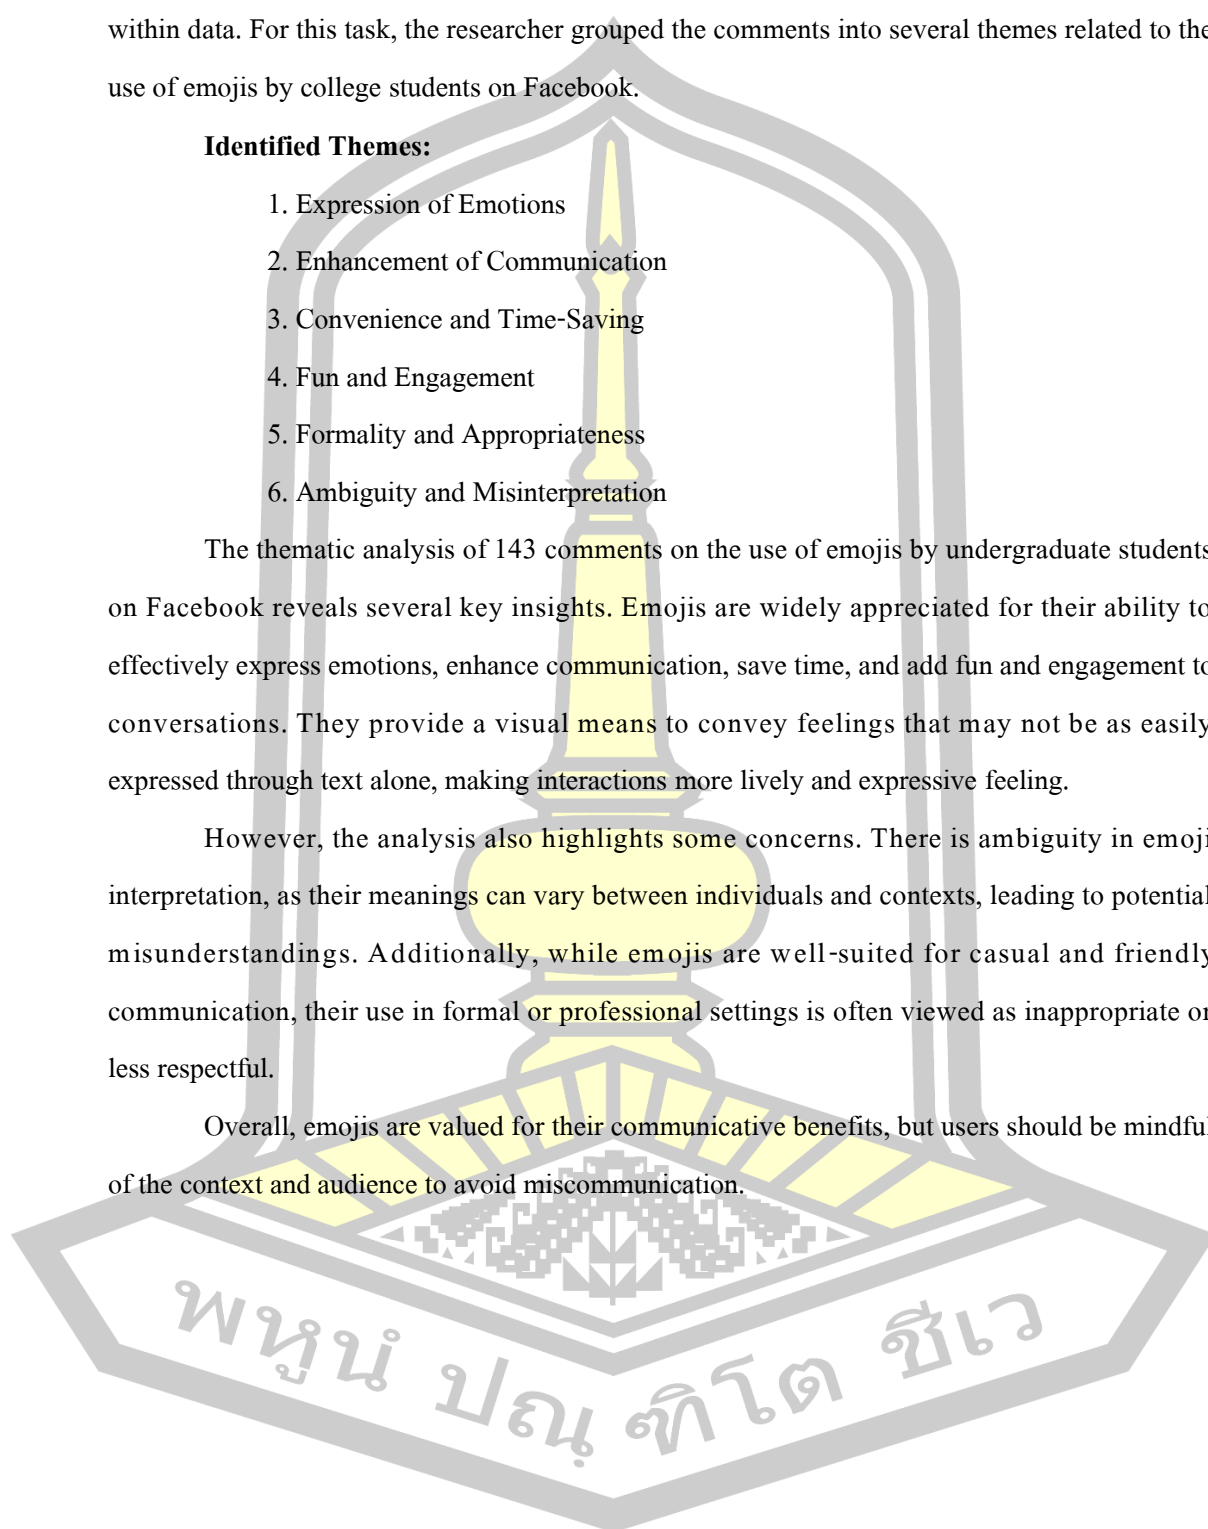 within data. For this task, the researcher grouped the comments into several themes related to the
use of emojis by college students on Facebook.
Identified Themes:
1. Expression of Emotions
2. Enhancement of Communication
3. Convenience and Time-Saving
4. Fun and Engagement
5. Formality and Appropriateness
6. Ambiguity and Misinterpretation
The thematic analysis of 143 comments on the use of emojis by undergraduate students
on Facebook reveals several key insights. Emojis are widely appreciated for their ability to
effectively express emotions, enhance communication, save time, and add fun and engagement to
conversations. They provide a visual means to convey feelings that may not be as easily
expressed through text alone, making interactions more lively and expressive feeling.
However, the analysis also highlights some concerns. There is ambiguity in emoji
interpretation, as their meanings can vary between individuals and contexts, leading to potential
misunderstandings. Additionally, while emojis are well-suited for casual and friendly
communication, their use in formal or professional settings is often viewed as inappropriate or
less respectful.
Overall, emojis are valued for their communicative benefits, but users should be mindful
of the context and audience to avoid miscommunication.
พหูนํ ปณฺฑิโต ชีเว